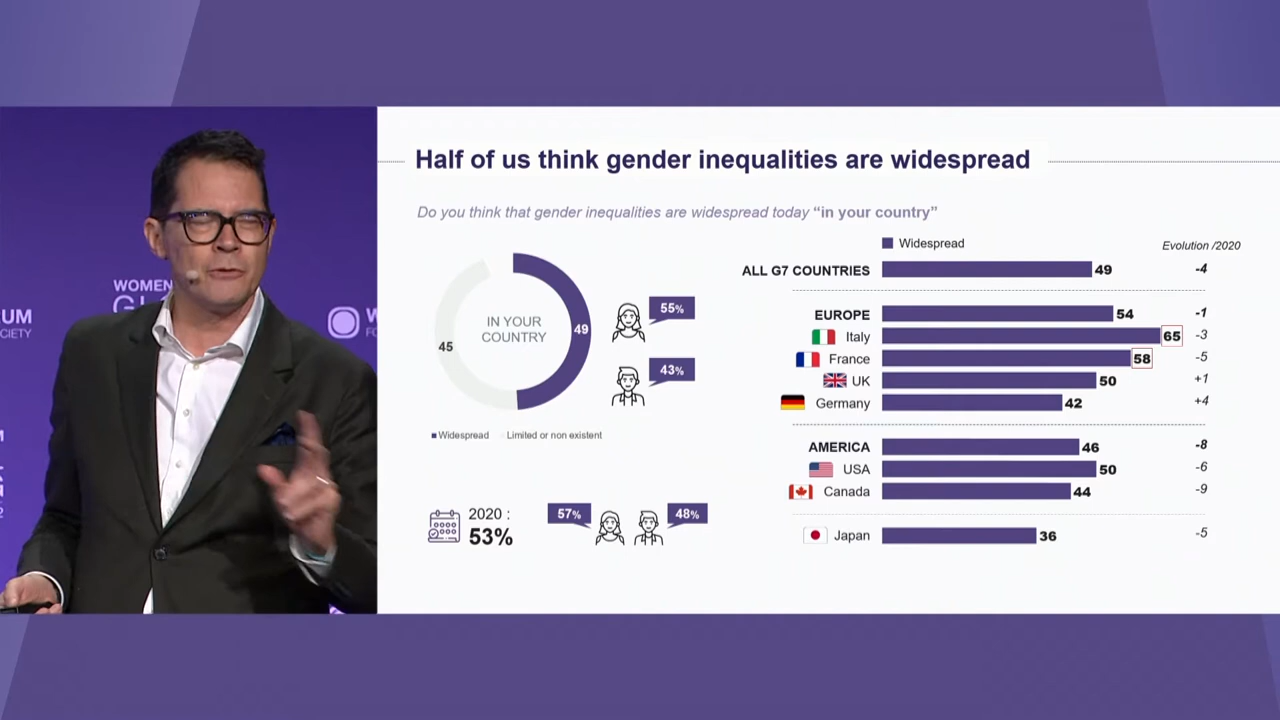 WOMEN
UM
CIETY
Half of us think gender inequalities are widespread
Do you think that gender inequalities are widespread today “in your country”
IN YOUR
COUNTRY
45
49
55%
43%
Widespread
Limited or non existent
2020 :
53%
57%
48%
Widespread
Evolution /2020
ALL G7 COUNTRIES 49 -4
EUROPE 54 -1
Italy 65 -3
France 58 -5
UK 50 +1
Germany 42 +4
AMERICA 46 -8
USA 50 -6
Canada 44 -9
Japan 36 -5